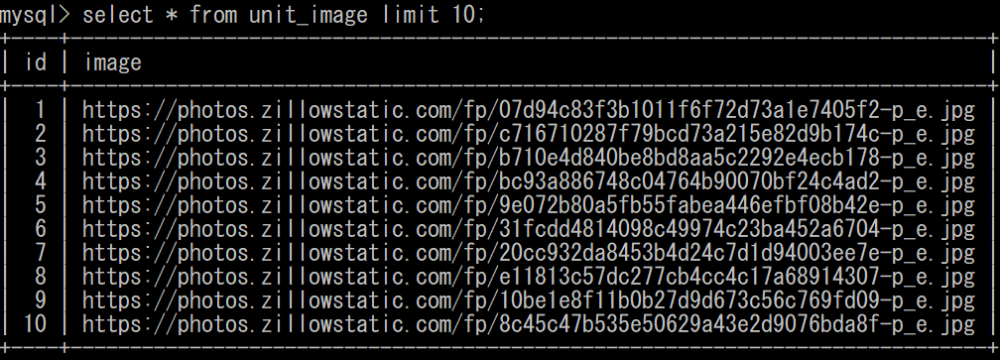 mysql> select * from unit_image limit 10;
+----+--------------------------------------------------------------------------+
| id | image |
+----+--------------------------------------------------------------------------+
| 1 | https://photos.zillowstatic.com/fp/07d94c83f3b1011f6f72d73a1e7405f2-p_e.jpg |
| 2 | https://photos.zillowstatic.com/fp/c716710287f79bcd73a215e82d9b174c-p_e.jpg |
| 3 | https://photos.zillowstatic.com/fp/b710e4d840be8bd8aa5c2292e4ecb178-p_e.jpg |
| 4 | https://photos.zillowstatic.com/fp/bc93a886748c04764b90070bf24c4ad2-p_e.jpg |
| 5 | https://photos.zillowstatic.com/fp/9e072b80a5fb55fabea446efbf08b42e-p_e.jpg |
| 6 | https://photos.zillowstatic.com/fp/31fcdd4814098c49974c23ba452a6704-p_e.jpg |
| 7 | https://photos.zillowstatic.com/fp/20cc932da8453b4d24c7d1d94003ee7e-p_e.jpg |
| 8 | https://photos.zillowstatic.com/fp/e11813c57dc277cb4cc4c17a68914307-p_e.jpg |
| 9 | https://photos.zillowstatic.com/fp/10be1e8f11b0b27d9d673c56c769fd09-p_e.jpg |
| 10 | https://photos.zillowstatic.com/fp/8c45c47b535e50629a43e2d9076bda8f-p_e.jpg |
+----+--------------------------------------------------------------------------+